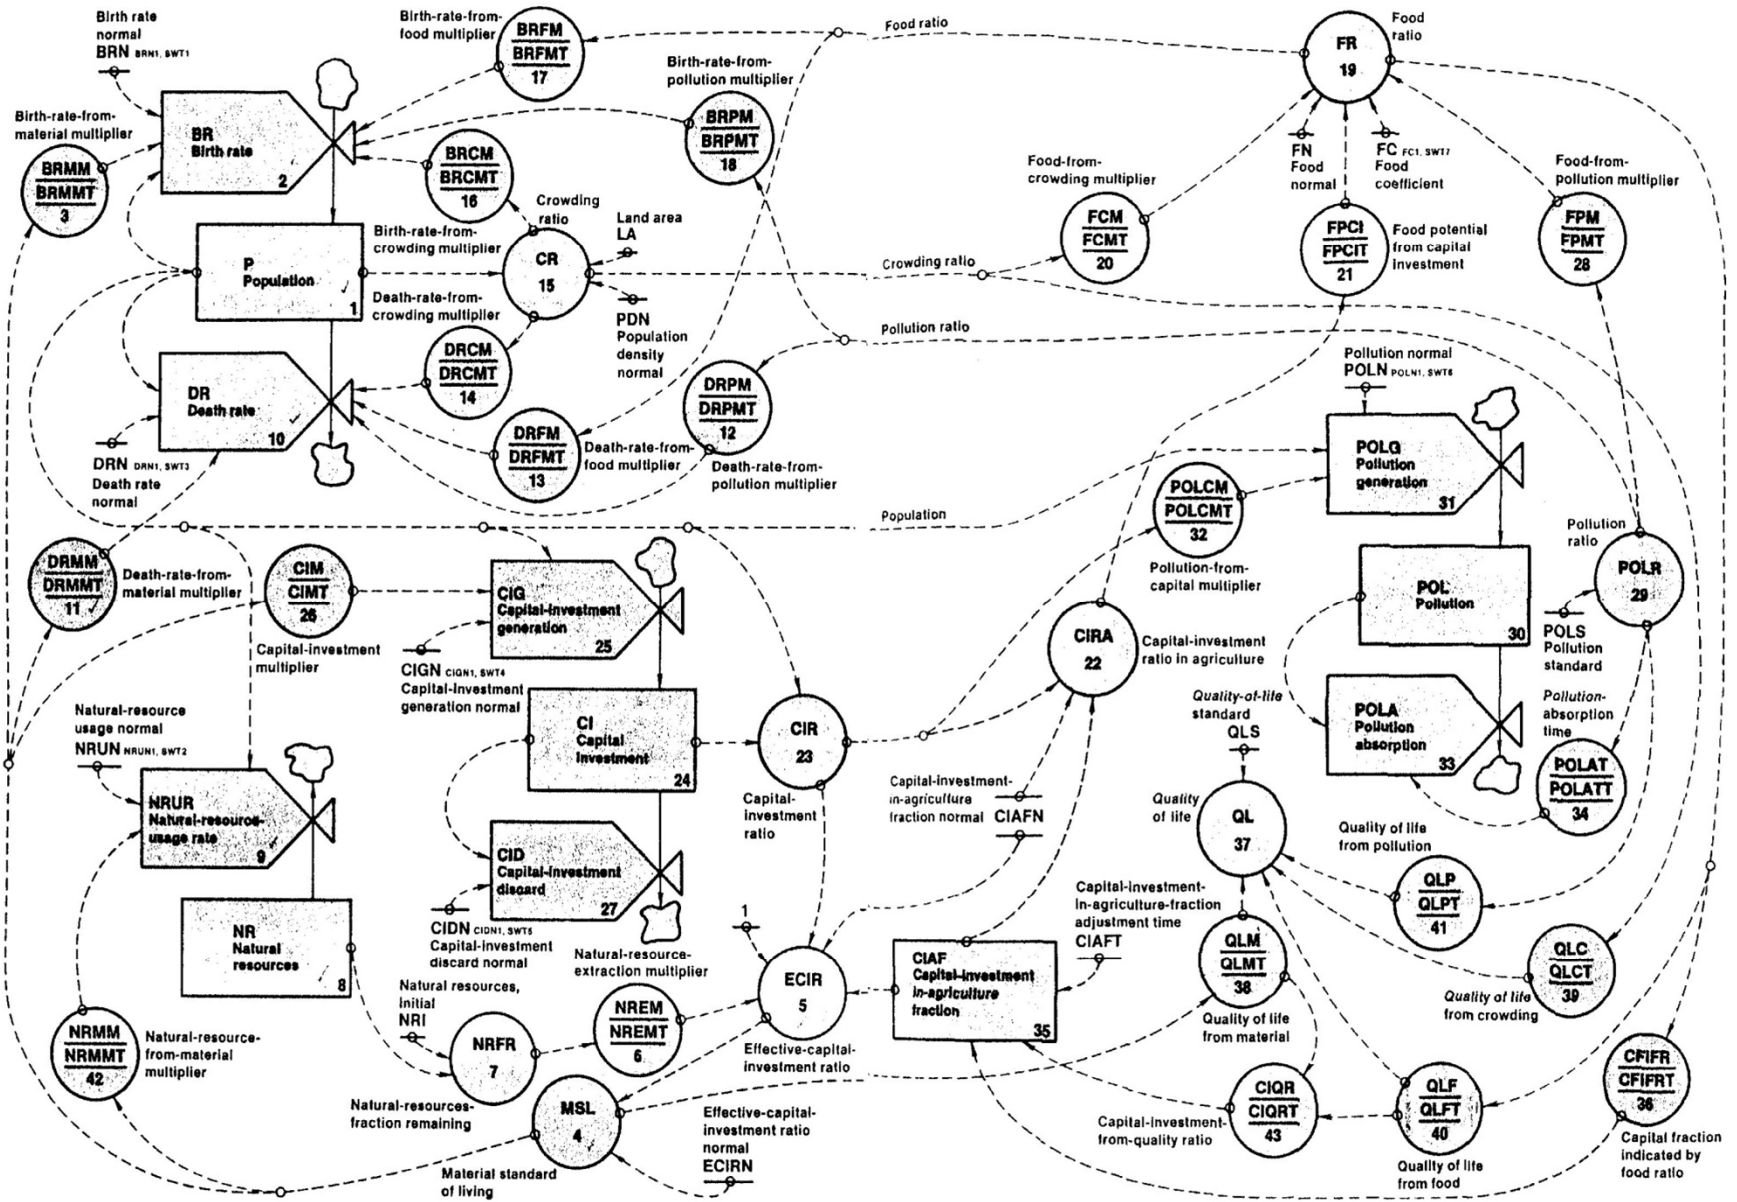 Birth rate
normal
BRN BRN1, SWT1
Birth-rate-from-
food multiplier
BRFM
BRFMT
17
Food ratio
FR
19
Food
ratio
Birth-rate-from-
pollution multiplier
BRPM
BRPMT
18
Birth-rate-from-
material multiplier
BRMM
BRMMT
3
BR
Birth rate
2
BRCM
BRCMT
16
FN
Food
normal
FC FC1, SWT7
Food
coefficient
Food-from-
crowding multiplier
FCM
FCMT
20
FPCI
FPCIT
21
Food potential
from capital
investment
Food-from-
pollution multiplier
FPM
FPMT
28
Crowding
ratio
Birth-rate-from-
crowding multiplier
Land area
LA
CR
15
Crowding ratio
P
Population
1
Death-rate-from-
crowding multiplier
PDN
Population
density
normal
Pollution ratio
DRCM
DRCMT
14
DR
Death rate
10
DRPM
DRPMT
12
Pollution normal
POLN POLN1, SWT6
DRN DRN1, SWT3
Death rate
normal
DRFM
DRFMT
13
Death-rate-from-
food multiplier
Death-rate-from-
pollution multiplier
POLG
Pollution
generation
31
POLCM
POLCMT
32
Pollution-from-
capital multiplier
Population
Pollution
ratio
POLR
29
DRMM
DRMMT
11
Death-rate-from-
material multiplier
CIM
CIMT
26
Capital-investment
multiplier
CIG
Capital-investment
generation
25
POL
Pollution
30
POLS
Pollution
standard
CIRA
22
Capital-investment
ratio in agriculture
CIGN CIGN1, SWT4
Capital-investment
generation normal
Natural-resource
usage normal
NRUN NRUN1, SWT2
CI
Capital
investment
24
CIR
23
Capital-
investment
ratio
Quality-of-life
standard
QLS
POLA
Pollution
absorption
33
Pollution-
absorption
time
POLAT
POLATT
34
NRUR
Natural-resource-
usage rate
9
Capital-investment-
in-agriculture
fraction normal
CIAFN
Quality
of life
QL
37
Quality of life
from pollution
QLP
QLPT
41
CID
Capital-investment
discard
27
CIDN CIDN1, SWT5
Capital-investment
discard normal
1
Capital-investment-
in-agriculture-fraction
adjustment time
CIAFT
NR
Natural
resources
8
Natural-resource-
extraction multiplier
ECIR
5
CIAF
Capital-investment
in-agriculture
fraction
35
QLM
QLMT
38
Quality of life
from material
QLC
QLCT
39
Quality of life
from crowding
Natural resources,
initial
NRI
NREM
NREMT
6
NRFR
7
Natural-resources-
fraction remaining
Effective-capital-
investment ratio
NRMM
NRMMT
42
Natural-resource-
from-material
multiplier
MSL
4
Material standard
of living
Effective-capital-
investment ratio
normal
ECIRN
CIQR
CIQRT
43
Capital-investment-
from-quality ratio
QLF
QLFT
40
Quality of life
from food
CFIFR
CFIFRT
36
Capital fraction
indicated by
food ratio